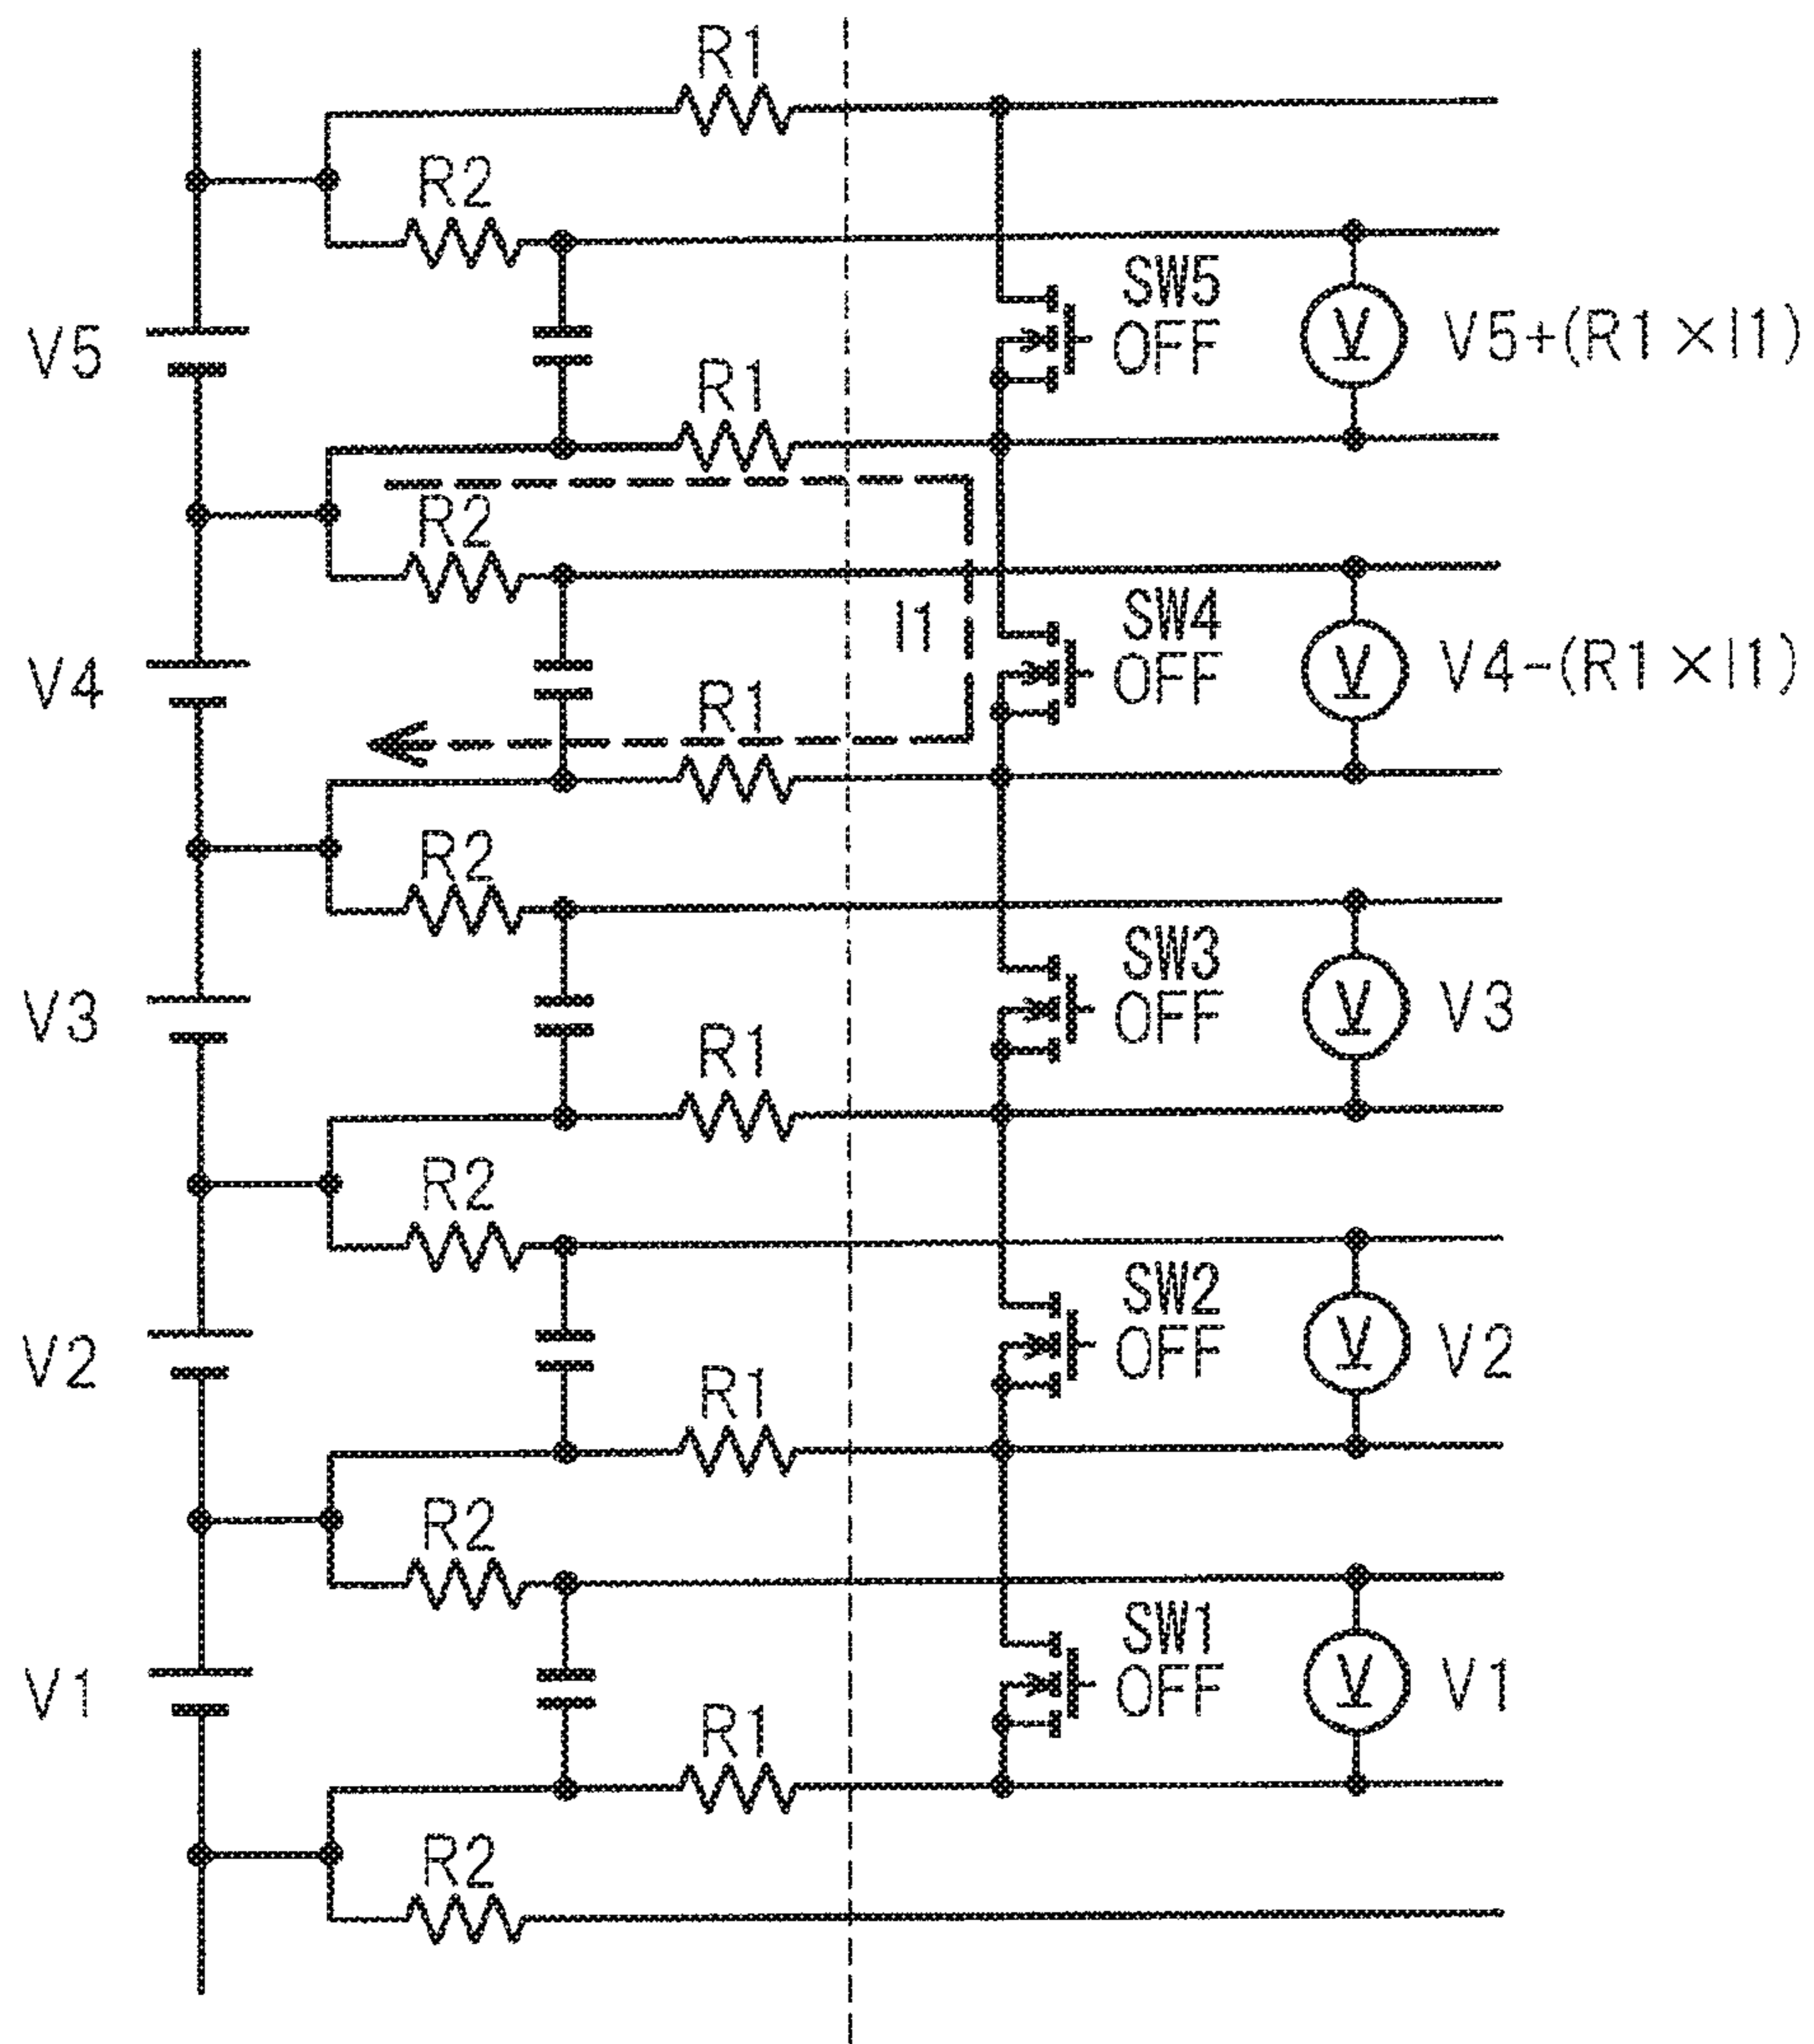 R1
R2
SW5
OFF
V
V5+(R1×I1)
V5
R1
R2
I1
SW4
OFF
V
V4-(R1×I1)
V4
R1
R2
SW3
OFF
V
V3
V3
R1
R2
SW2
OFF
V
V2
V2
R1
R2
SW1
OFF
V
V1
V1
R1
R2